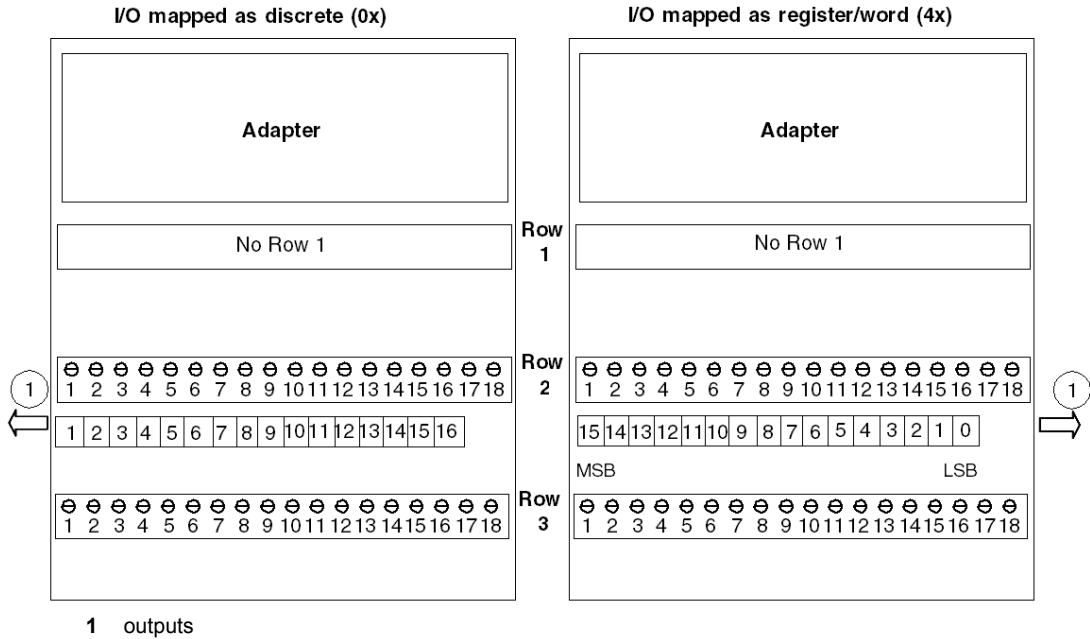 I/O mapped as discrete (0x)
I/O mapped as register/word (4x)
Adapter
Adapter
Row
1
No Row 1
No Row 1
Row
2
1 2 3 4 5 6 7 8 9 10 11 12 13 14 15 16 17 18
1 2 3 4 5 6 7 8 9 10 11 12 13 14 15 16 17 18
1
1
1 2 3 4 5 6 7 8 9 10 11 12 13 14 15 16
15 14 13 12 11 10 9 8 7 6 5 4 3 2 1 0
MSB
LSB
Row
3
1 2 3 4 5 6 7 8 9 10 11 12 13 14 15 16 17 18
1 2 3 4 5 6 7 8 9 10 11 12 13 14 15 16 17 18
1 outputs